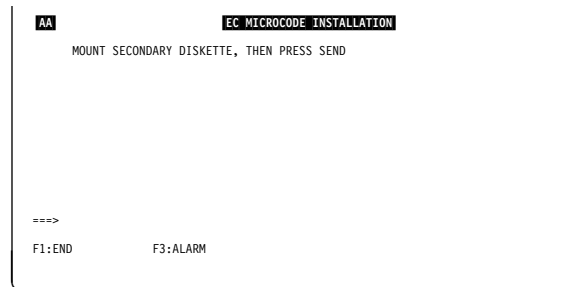 AA EC MICROCODE INSTALLATION
MOUNT SECONDARY DISKETTE, THEN PRESS SEND
===>
F1:END F3:ALARM